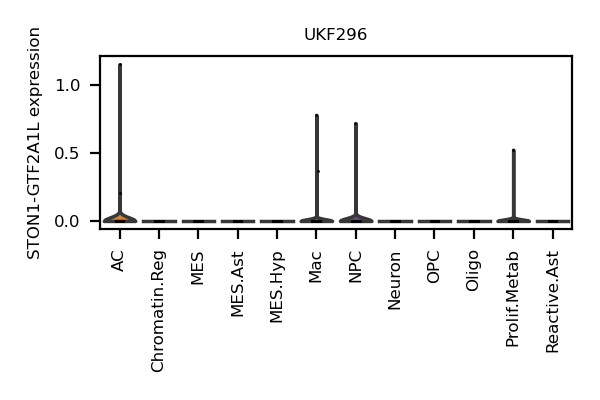 UKF296
STON1-GTF2A1L expression
1.0
0.5
0.0
AC
Chromatin.Reg
MES
MES.Ast
MES.Hyp
Mac
NPC
Neuron
OPC
Oligo
Prolif.Metab
Reactive.Ast